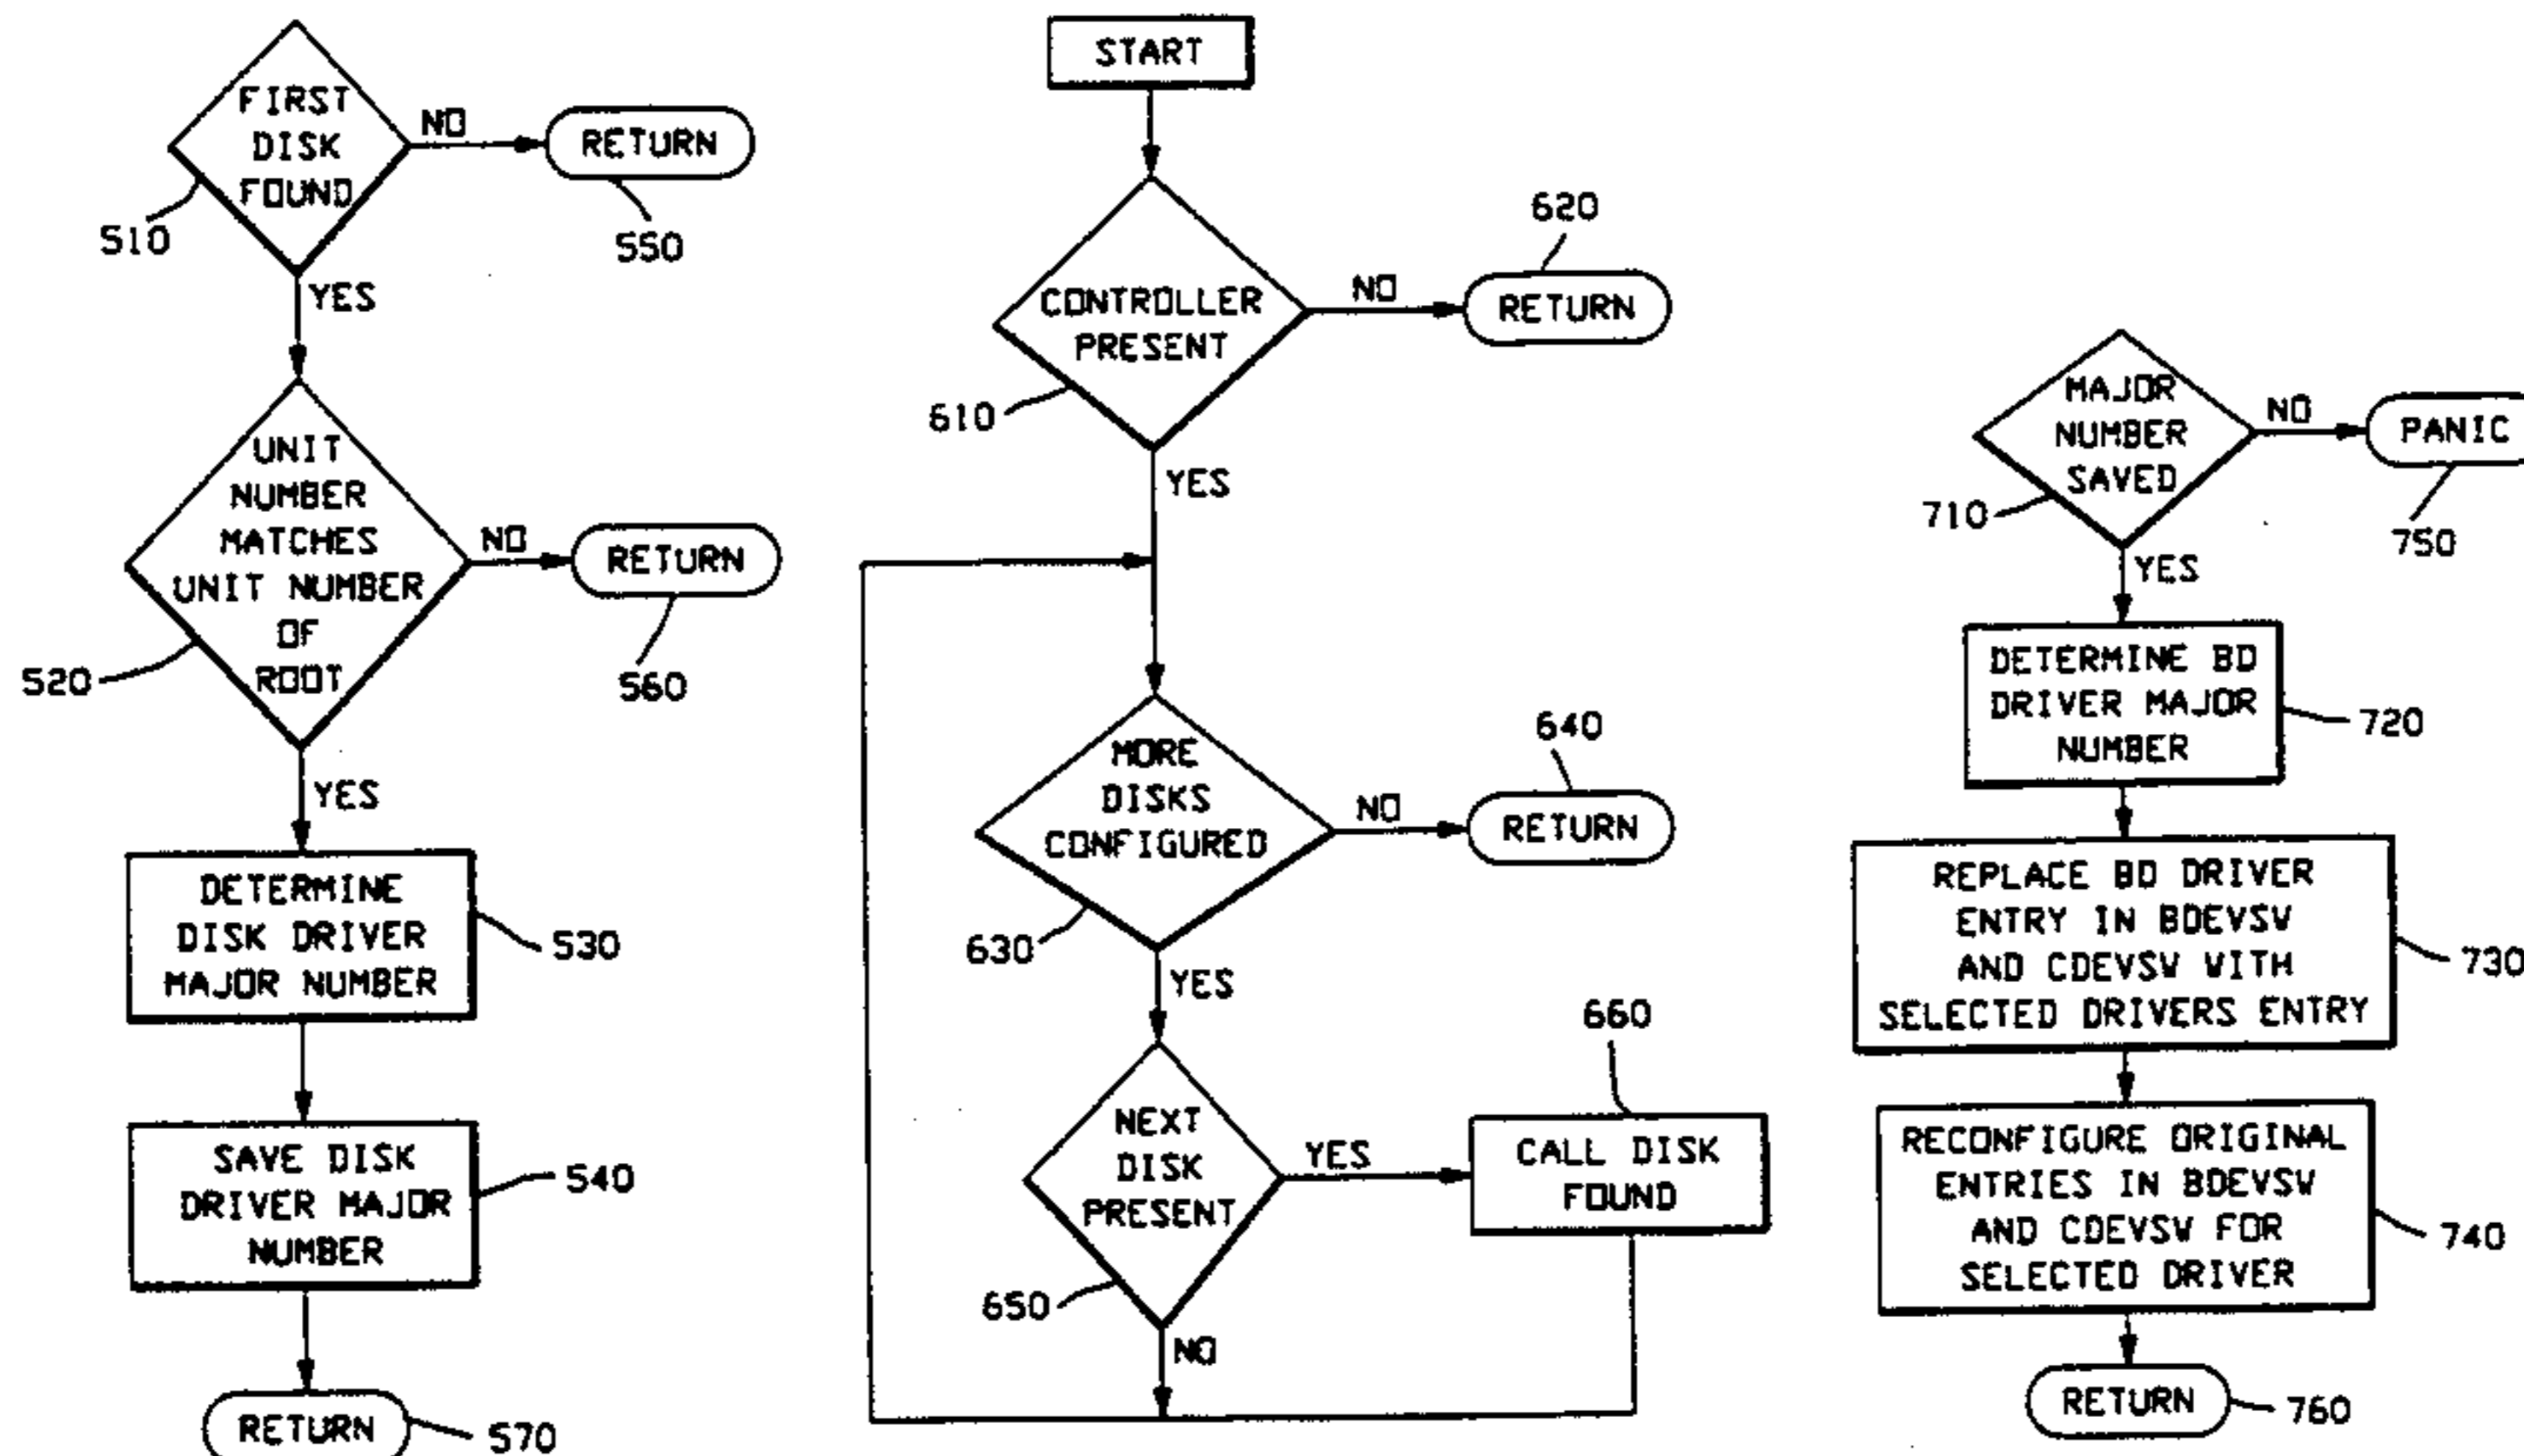 FIRST
DISK
FOUND
NO
RETURN
510
550
YES
UNIT
NUMBER
MATCHES
UNIT NUMBER
OF
ROOT
NO
RETURN
520
560
YES
DETERMINE
DISK DRIVER
MAJOR NUMBER
530
SAVE DISK
DRIVER MAJOR
NUMBER
540
RETURN
570
START
CONTROLLER
PRESENT
NO
620
RETURN
610
YES
MORE
DISKS
CONFIGURED
NO
640
RETURN
630
YES
NEXT
DISK
PRESENT
YES
660
CALL DISK
FOUND
650
NO
MAJOR
NUMBER
SAVED
NO
PANIC
710
750
YES
DETERMINE BD
DRIVER MAJOR
NUMBER
720
REPLACE BD DRIVER
ENTRY IN BDEVSW
AND CDEVSW WITH
SELECTED DRIVERS ENTRY
730
RECONFIGURE ORIGINAL
ENTRIES IN BDEVSW
AND CDEVSW FOR
SELECTED DRIVER
740
RETURN
760